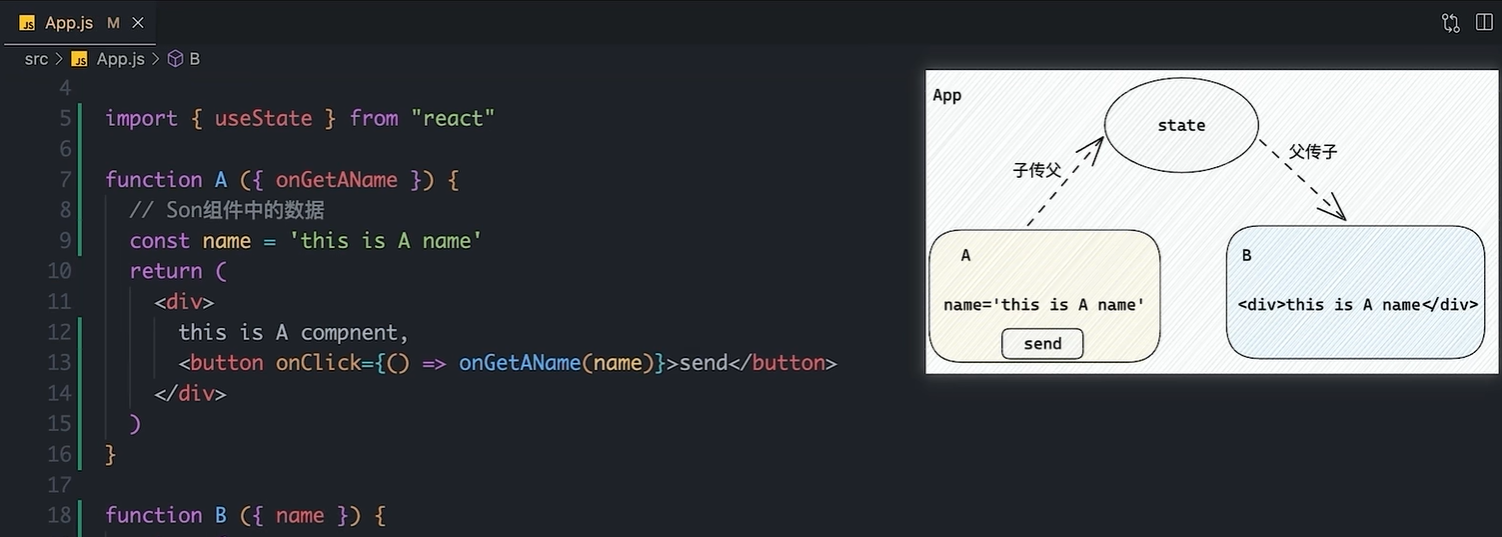 JS App.js M
src > JS App.js > B
4
5 import { useState } from "react"
6
7 function A ({ onGetAName }) {
8 // Son组件中的数据
9 const name = 'this is A name'
10 return (
11 <div>
12 this is A compnent,
13 <button onClick={() => onGetAName(name)}>send</button>
14 </div>
15 )
16 }
17
18 function B ({ name }) {
App
state
子传父
父传子
A
name='this is A name'
send
B
<div>this is A name</div>